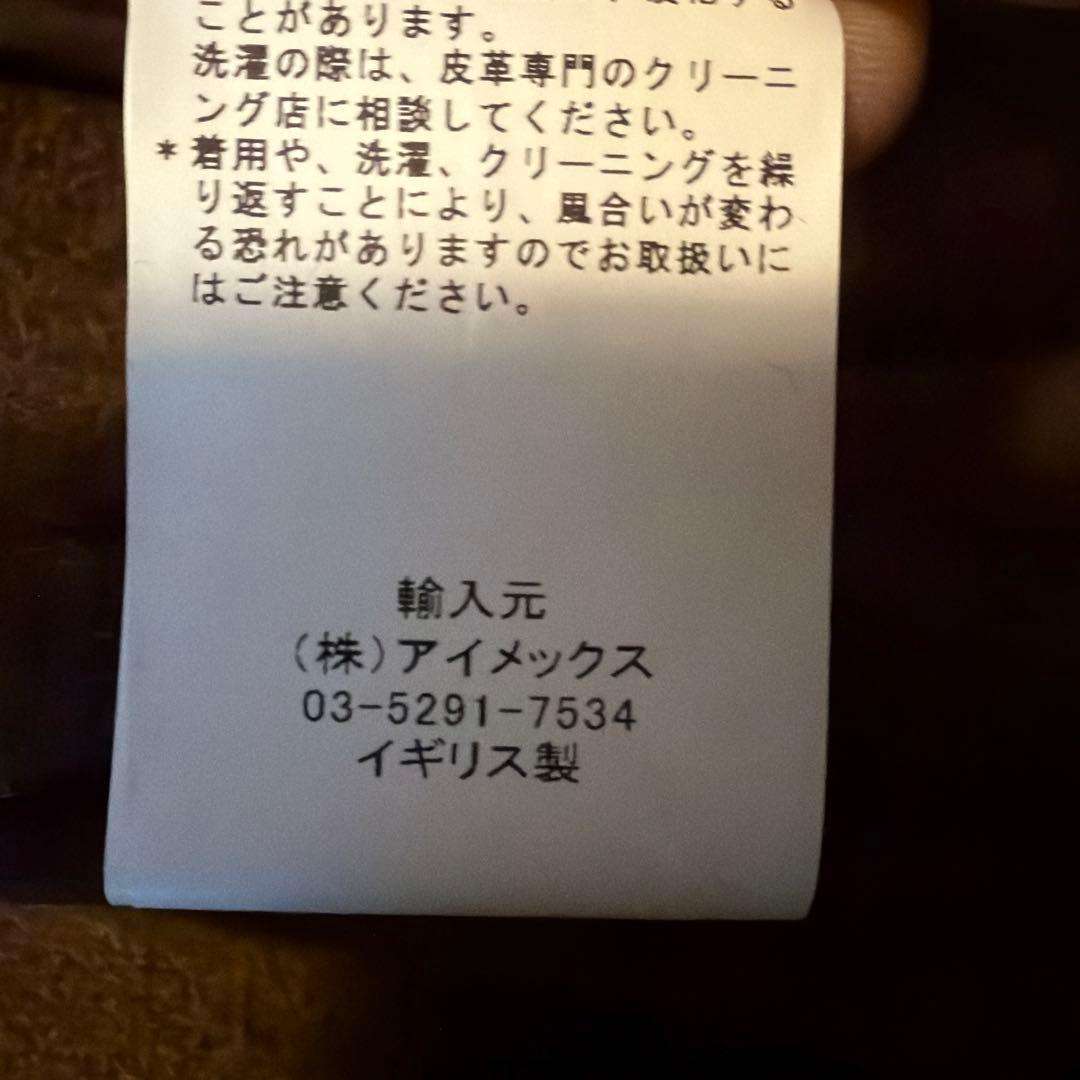 ことがあります。
洗濯の際は、皮革専門のクリーニ
ング店に相談してください。
*着用や、洗濯、クリーニングを繰
り返すことにより、風合いが変わ
る恐れがありますのでお取扱いに
はご注意ください。
輸入元
(株)アイメックス
03-5291-7534
イギリス製